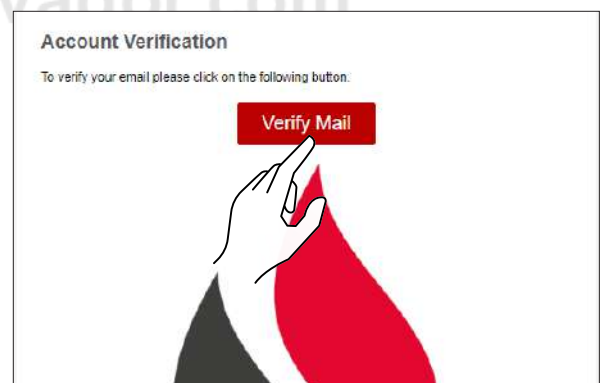 Account Verification
To verify your email please click on the following button.
Verify Mail